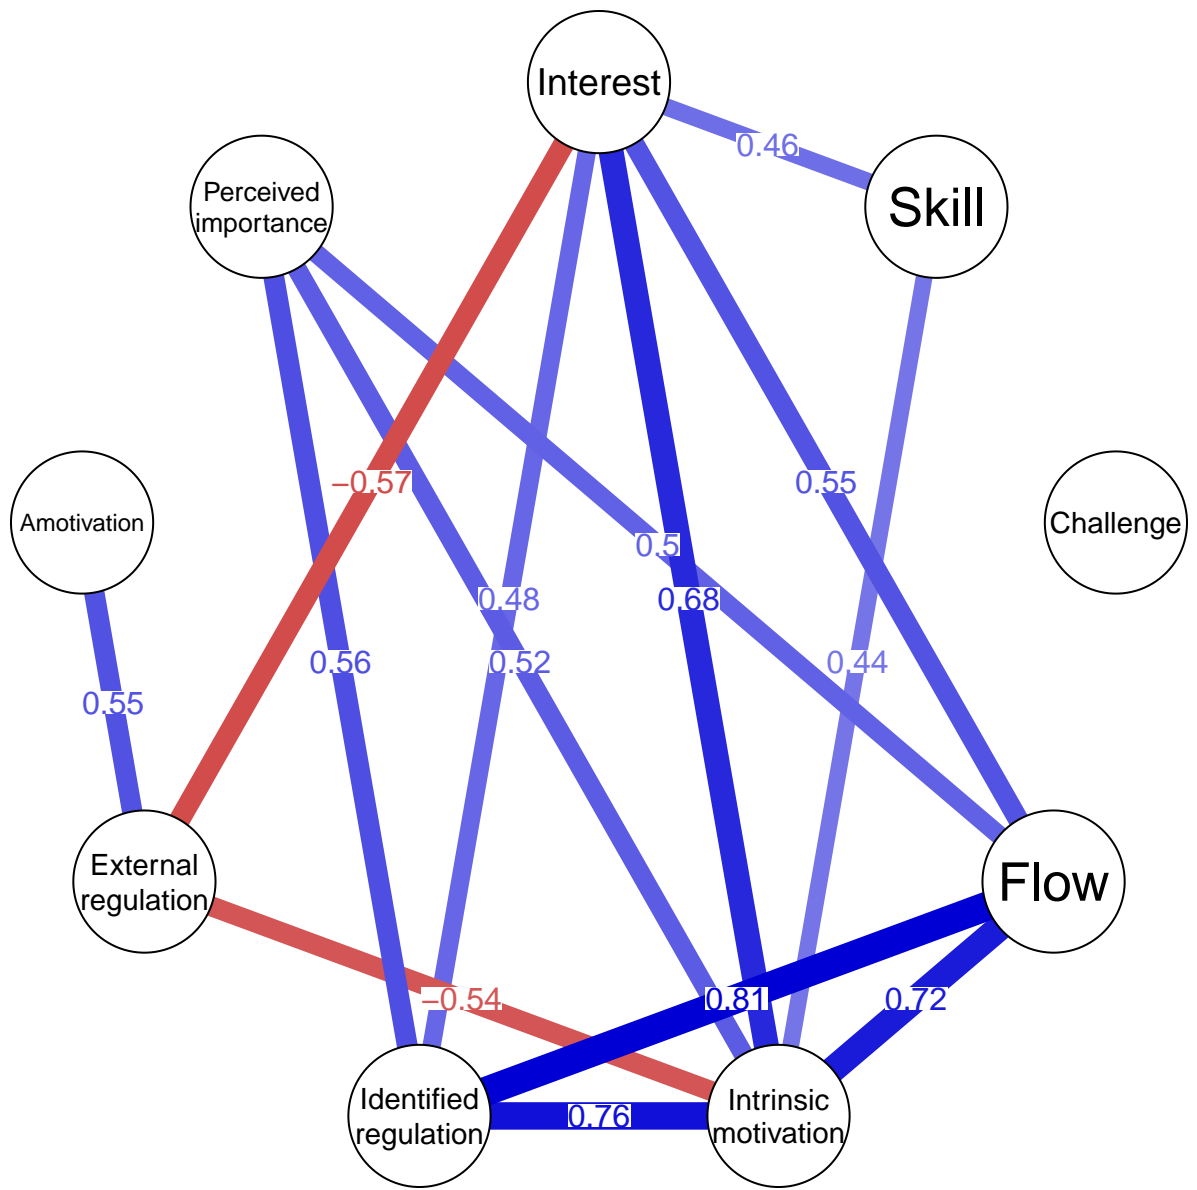 Interest
0.46
Perceived
importance
Skill
−0.57
0.55
Amotivation
Challenge
0.5
0.48
0.68
0.56
0.52
0.44
0.55
External
regulation
Flow
−0.54
0.81
0.72
Identified
regulation
0.76
Intrinsic
motivation